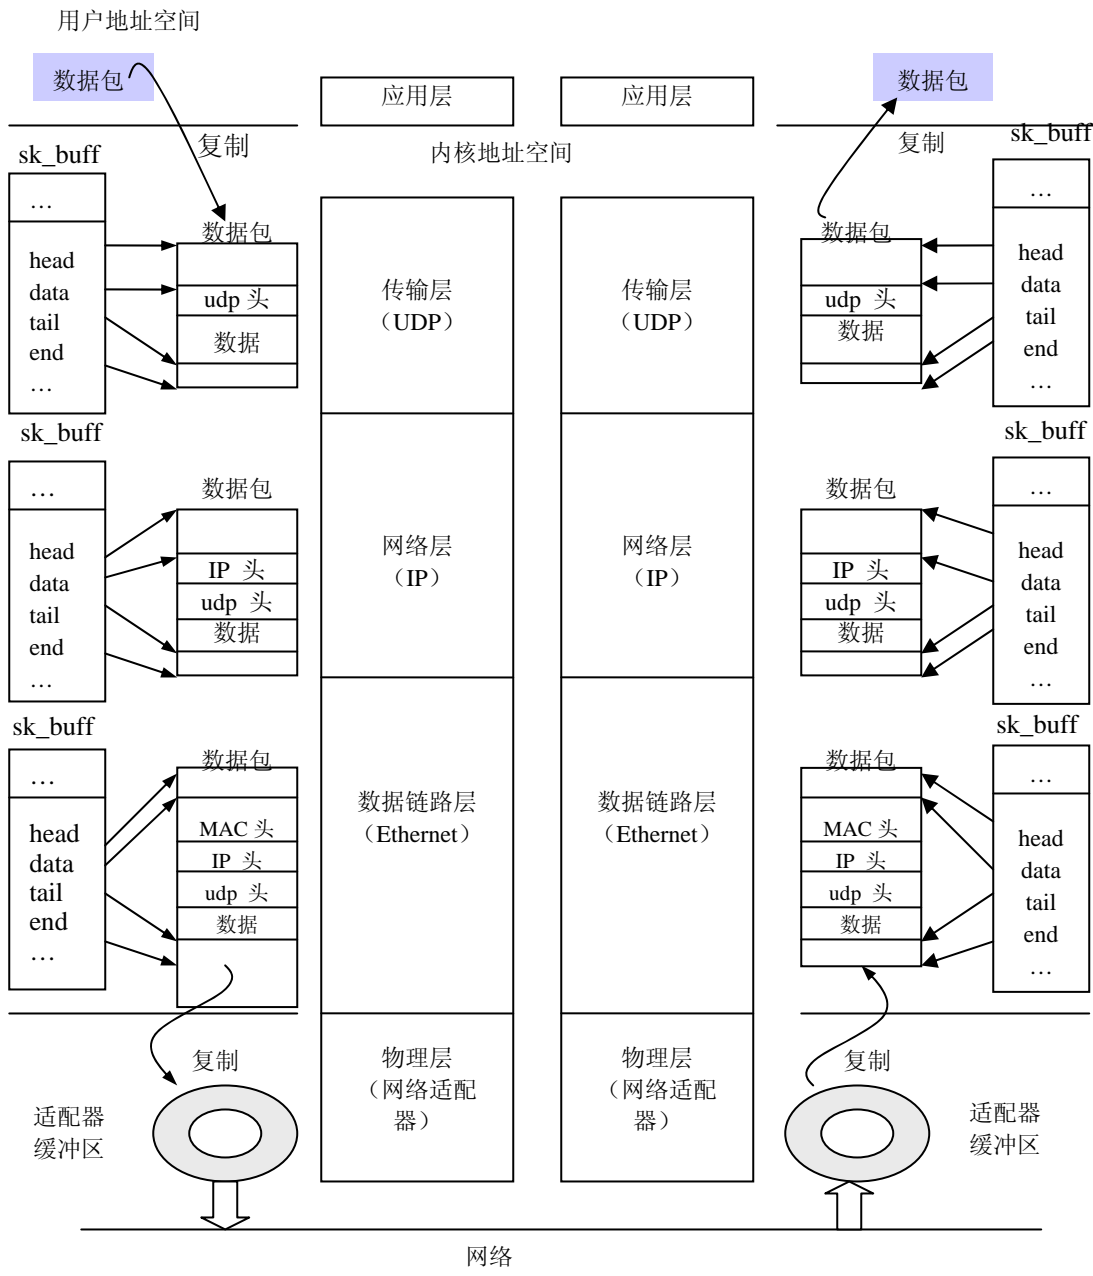 用户地址空间
数据包
应用层
应用层
数据包
复制
内核地址空间
复制
sk_buff
sk_buff
…
head
data
tail
end
…
数据包
udp 头
数据
传输层
（UDP）
传输层
（UDP）
数据包
udp 头
数据
…
head
data
tail
end
…
sk_buff
sk_buff
…
head
data
tail
end
…
数据包
IP 头
udp 头
数据
网络层
（IP）
网络层
（IP）
数据包
IP 头
udp 头
数据
…
head
data
tail
end
…
sk_buff
sk_buff
…
head
data
tail
end
…
数据包
MAC 头
IP 头
udp 头
数据
数据链路层
（Ethernet）
数据链路层
（Ethernet）
数据包
MAC 头
IP 头
udp 头
数据
…
head
data
tail
end
…
复制
适配器
缓冲区
物理层
（网络适配
器）
物理层
（网络适配
器）
复制
适配器
缓冲区
网络